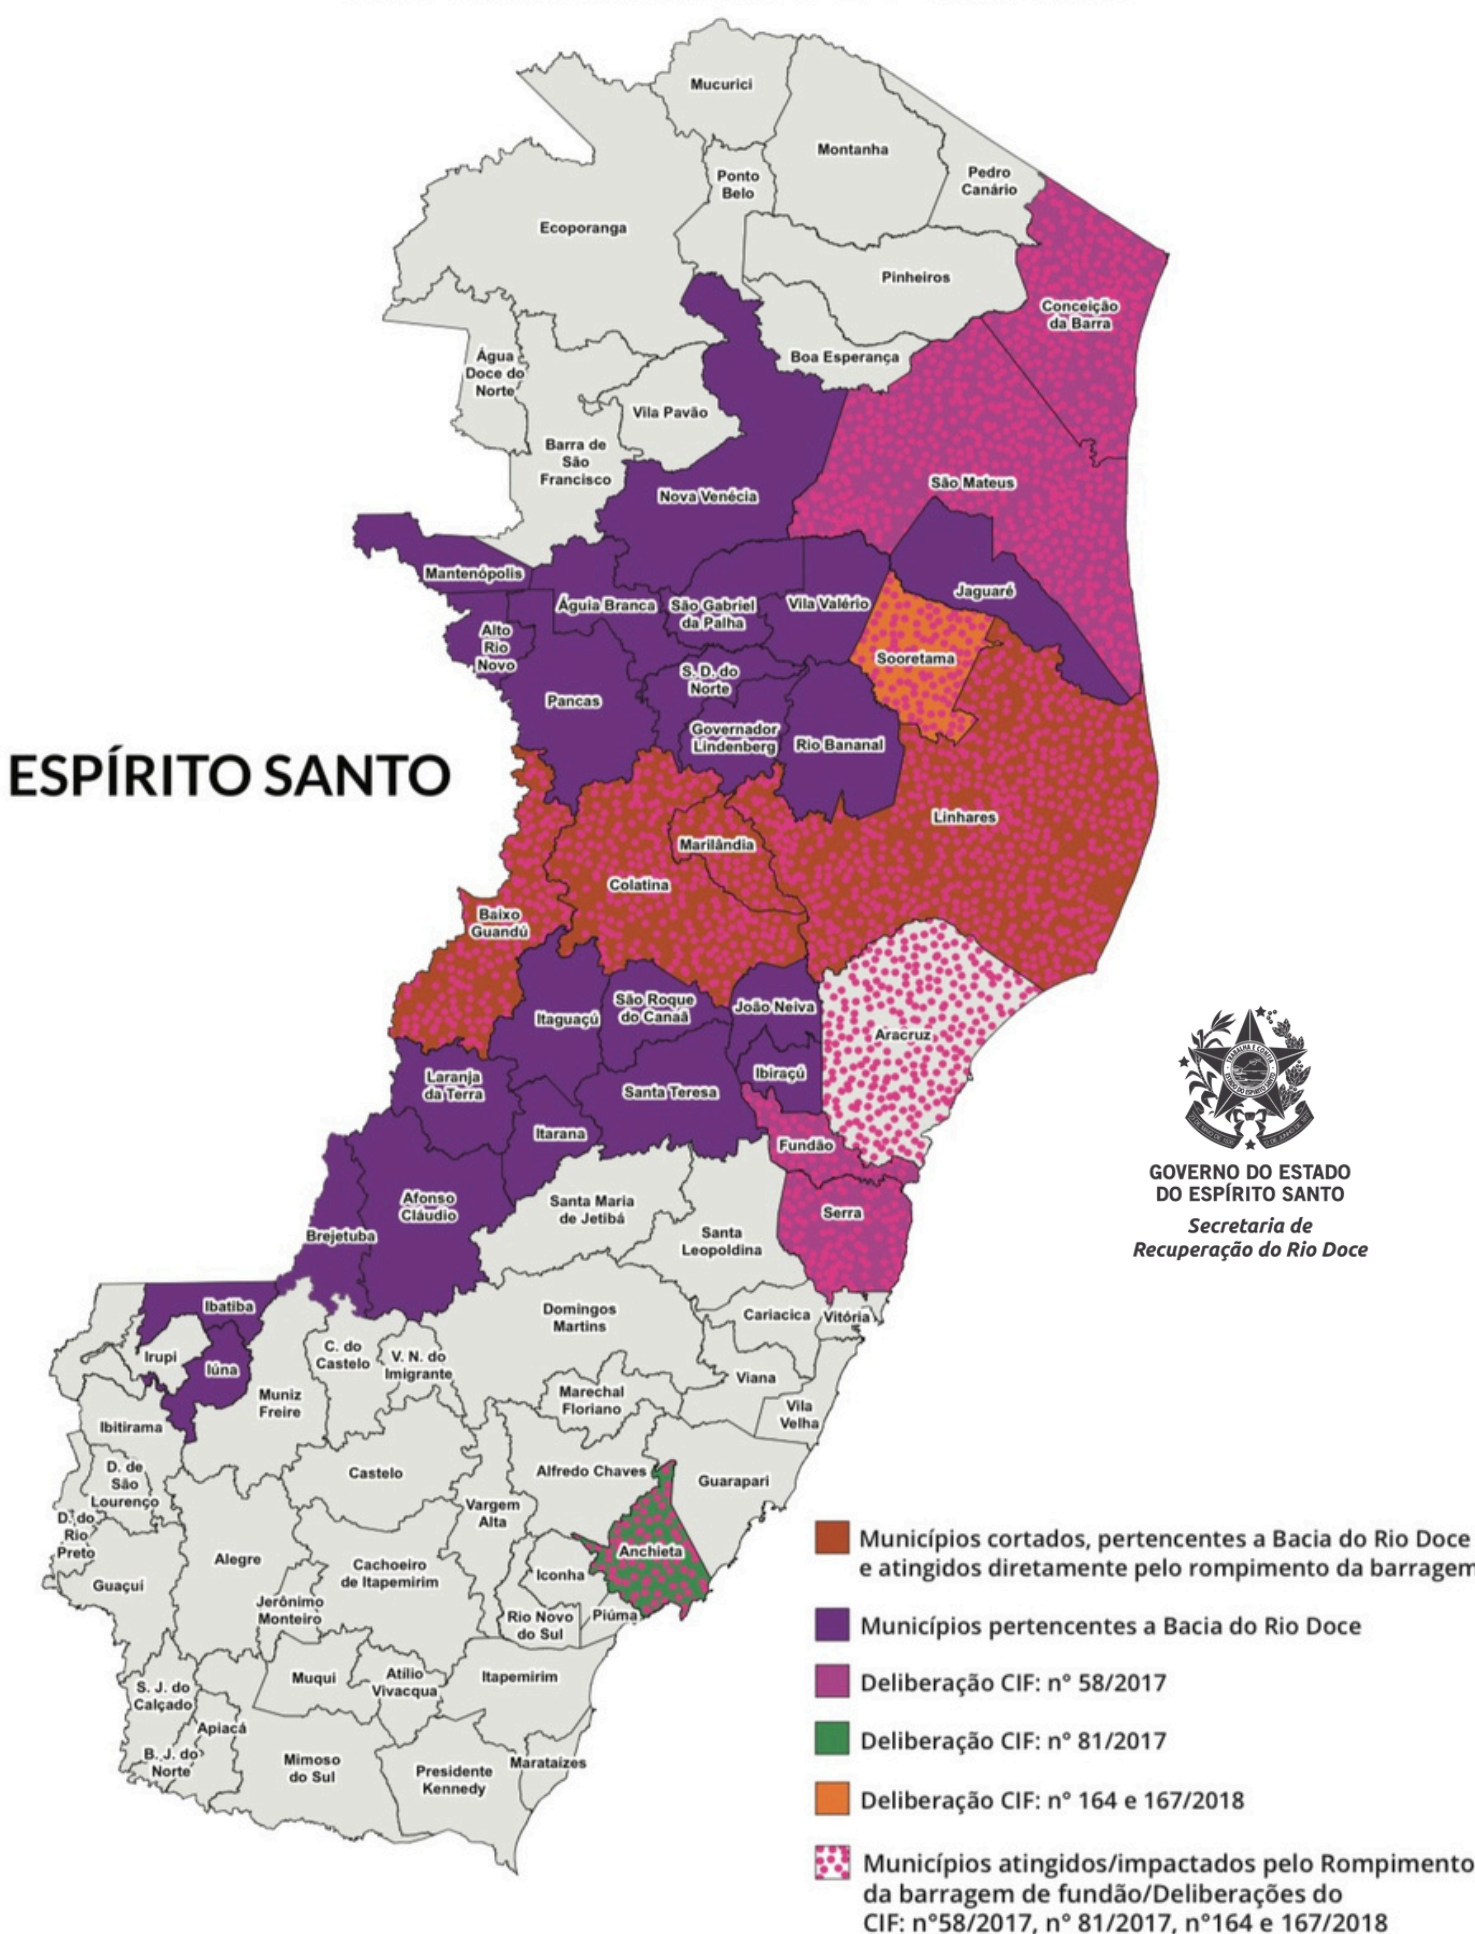 Mucurici
Montanha
Pedro
Canário
Ponto
Belo
Ecoporanga
Pinheiros
Conceição
da Barra
Água
Doce do
Norte
Boa Esperança
Vila Pavão
Barra de
São
Francisco
São Mateus
Nova Venécia
Mantenópolis
Jaguaré
Águia Branca
São Gabriel
da Palha
Vila Valério
Alto
Rio
Novo
Sooretama
S. D. do
Norte
Pancas
Governador
Lindenberg
Rio Bananal
ESPÍRITO SANTO
Linhares
Marilândia
Colatina
Baixo
Guandú
São Roque
do Canaã
João Neiva
Itaguaçú
Aracruz
Laranja
da Terra
Ibiraçú
Santa Teresa
Itarana
Fundão
Afonso
Cláudio
Santa Maria
de Jetibá
Serra
Brejetuba
Santa
Leopoldina
Ibatiba
Domingos
Martins
Cariacica
Vitória
Irupi
Iúna
C. do
Castelo
V. N. do
Imigrante
Viana
Muniz
Freire
Marechal
Floriano
Vila
Velha
Ibitirama
D. de
São
Lourenço
Castelo
Alfredo Chaves
Guarapari
Vargem
Alta
D. do
Rio
Preto
Anchieta
Alegre
Cachoeiro
de Itapemirim
Iconha
Guaçui
Jerônimo
Monteiro
Rio Novo
do Sul
Piúma
Muqui
Atílio
Vivacqua
Itapemirim
S. J. do
Calçado
Apiacá
B. J. do
Norte
Mimoso
do Sul
Presidente
Kennedy
Marataízes
TRABALHA E CONFIA
GOVERNO DO ESTADO
DO ESPÍRITO SANTO
Secretaria de
Recuperação do Rio Doce
Municípios cortados, pertencentes a Bacia do Rio Doce
e atingidos diretamente pelo rompimento da barragem
Municípios pertencentes a Bacia do Rio Doce
Deliberação CIF: n° 58/2017
Deliberação CIF: n° 81/2017
Deliberação CIF: n° 164 e 167/2018
Municípios atingidos/impactados pelo Rompimento
da barragem de fundão/Deliberações do
CIF: n°58/2017, n° 81/2017, n°164 e 167/2018